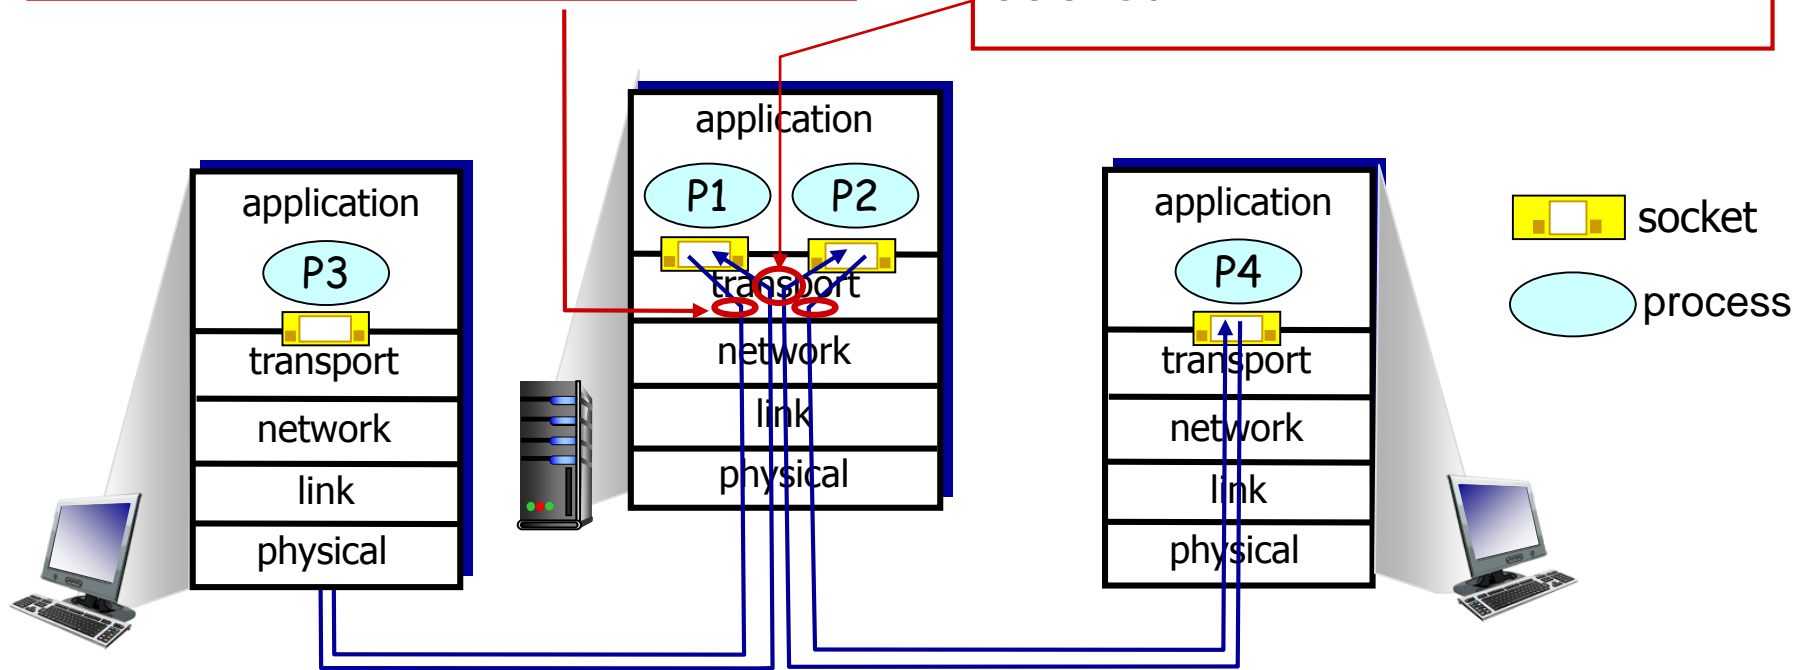 application
P1 P2
transport
network
link
physical
application
P3
transport
network
link
physical
application
P4
transport
network
link
physical
socket
process